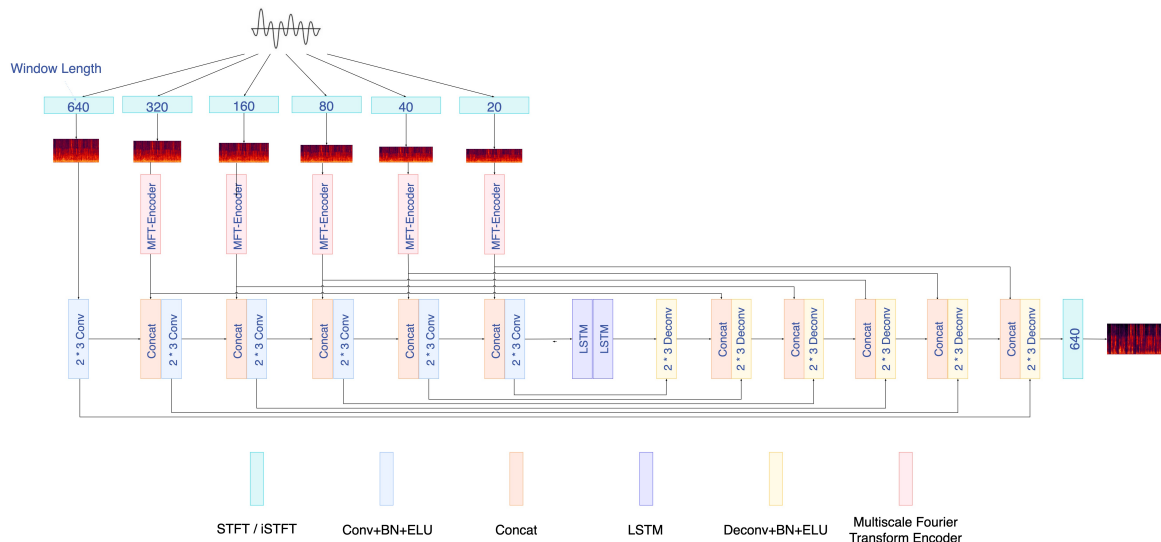 Window Length
640
320
160
80
40
20
MFT-Encoder
MFT-Encoder
MFT-Encoder
MFT-Encoder
MFT-Encoder
2 * 3 Conv
Concat
2 * 3 Conv
Concat
2 * 3 Conv
Concat
2 * 3 Conv
Concat
2 * 3 Conv
Concat
2 * 3 Conv
LSTM
LSTM
2 * 3 Deconv
Concat
2 * 3 Deconv
Concat
2 * 3 Deconv
Concat
2 * 3 Deconv
Concat
2 * 3 Deconv
Concat
2 * 3 Deconv
640
STFT / iSTFT
Conv+BN+ELU
Concat
LSTM
Deconv+BN+ELU
Multiscale Fourier
Transform Encoder